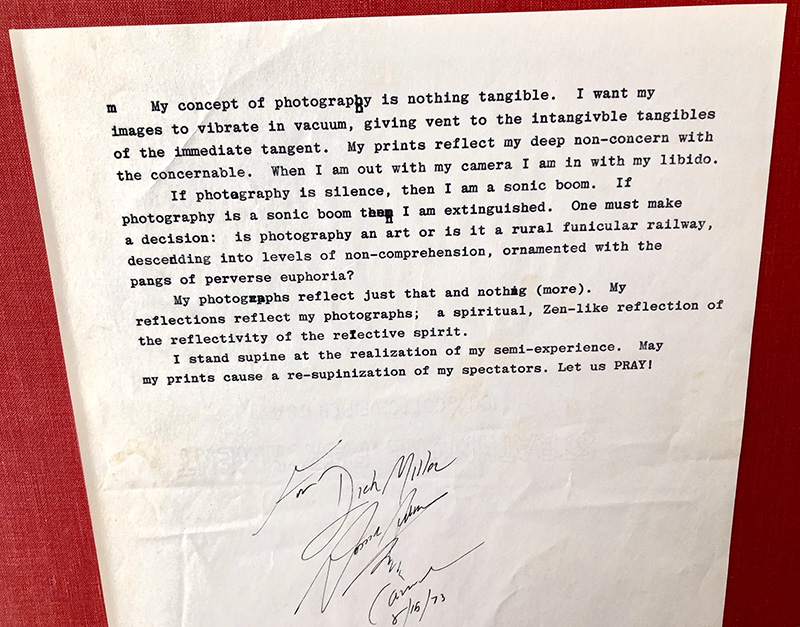 m My concept of photography is nothing tangible. I want my
images to vibrate in vacuum, giving vent to the intangivble tangibles
of the immediate tangent. My prints reflect my deep non-concern with
the concernable. When I am out with my camera I am in with my libido.
If photography is silence, then I am a sonic boom. If
photography is a sonic boom then I am extinguished. One must make
a decision: is photography an art or is it a rural funicular railway,
descending into levels of non-comprehension, ornamented with the
pangs of perverse euphoria?
My photographs reflect just that and nothing (more). My
reflections reflect my photographs; a spiritual, Zen-like reflection of
the reflectivity of the reflective spirit.
I stand supine at the realization of my semi-experience. May
my prints cause a re-supinization of my spectators. Let us PRAY!
For Dick Miller
8/16/73